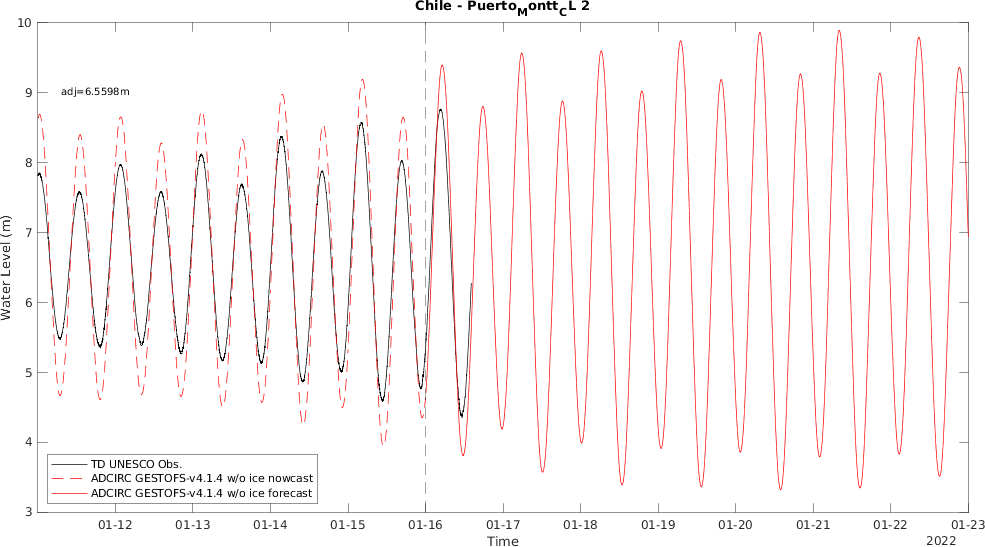 Chile - Puerto_Montt_CL 2
10
9
8
7
6
5
4
3
Water Level (m)
adj=6.5598m
TD UNESCO Obs.
ADCIRC GESTOFS-v4.1.4 w/o ice nowcast
ADCIRC GESTOFS-v4.1.4 w/o ice forecast
01-12 01-13 01-14 01-15 01-16 01-17 01-18 01-19 01-20 01-21 01-22 01-23
Time
2022